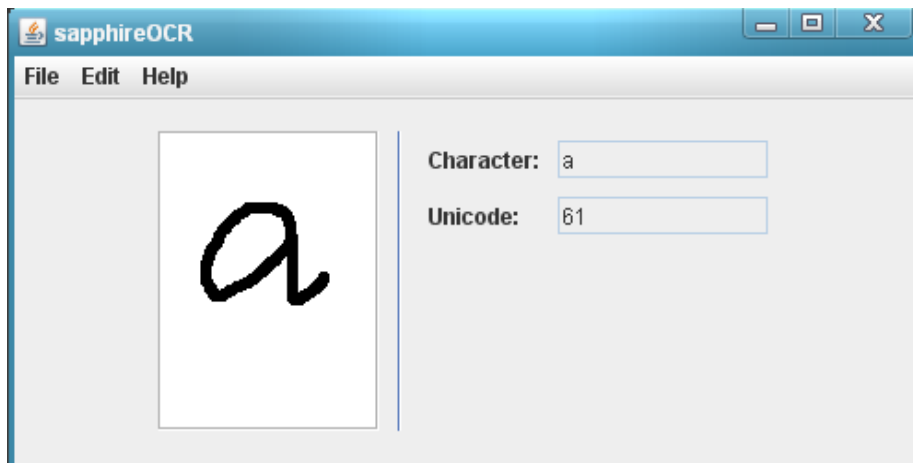 sapphireOCR
File Edit Help
a
Character: a
Unicode: 61